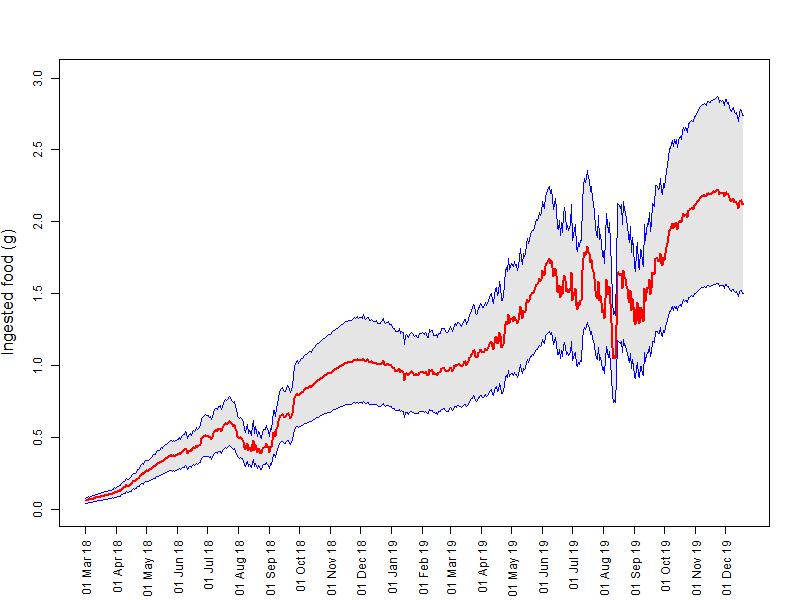 Ingested food (g)
3.0
2.5
2.0
1.5
1.0
0.5
0.0
01 Mar 18
01 Apr 18
01 May 18
01 Jun 18
01 Jul 18
01 Aug 18
01 Sep 18
01 Oct 18
01 Nov 18
01 Dec 18
01 Jan 19
01 Feb 19
01 Mar 19
01 Apr 19
01 May 19
01 Jun 19
01 Jul 19
01 Aug 19
01 Sep 19
01 Oct 19
01 Nov 19
01 Dec 19